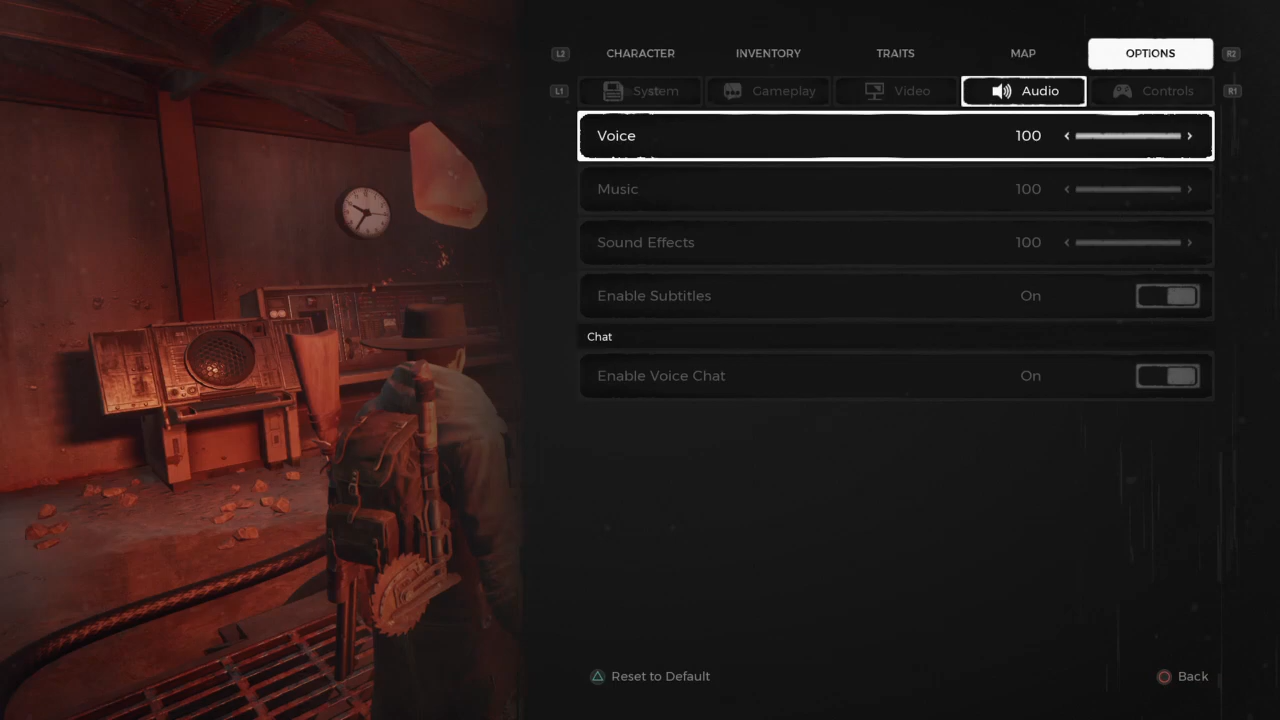 L2 CHARACTER INVENTORY TRAITS MAP OPTIONS R2
L1 System Gameplay Video Audio Controls R1
Voice 100
Music 100
Sound Effects 100
Enable Subtitles On
Chat
Enable Voice Chat On
Reset to Default Back